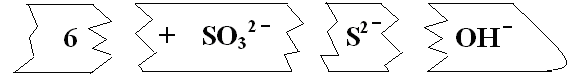 6 + SO₃²⁻ S²⁻ OH⁻